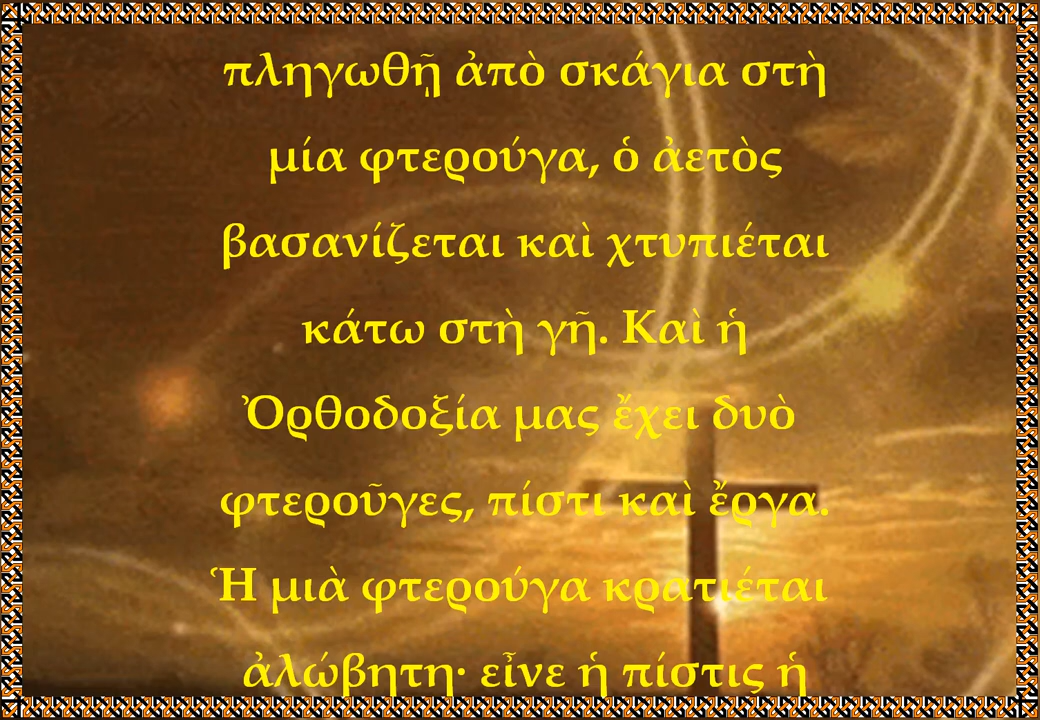 πληγωθῇ ἀπὸ σκάγια στὴ
μία φτερούγα, ὁ ἀετὸς
βασανίζεται καὶ χτυπιέται
κάτω στὴ γῆ. Καὶ ἡ
Ὀρθοδοξία μας ἔχει δυὸ
φτεροῦγες, πίστι καὶ ἔργα.
Ἡ μιὰ φτερούγα κρατιέται
ἀλώβητη· εἶνε ἡ πίστις ἡ